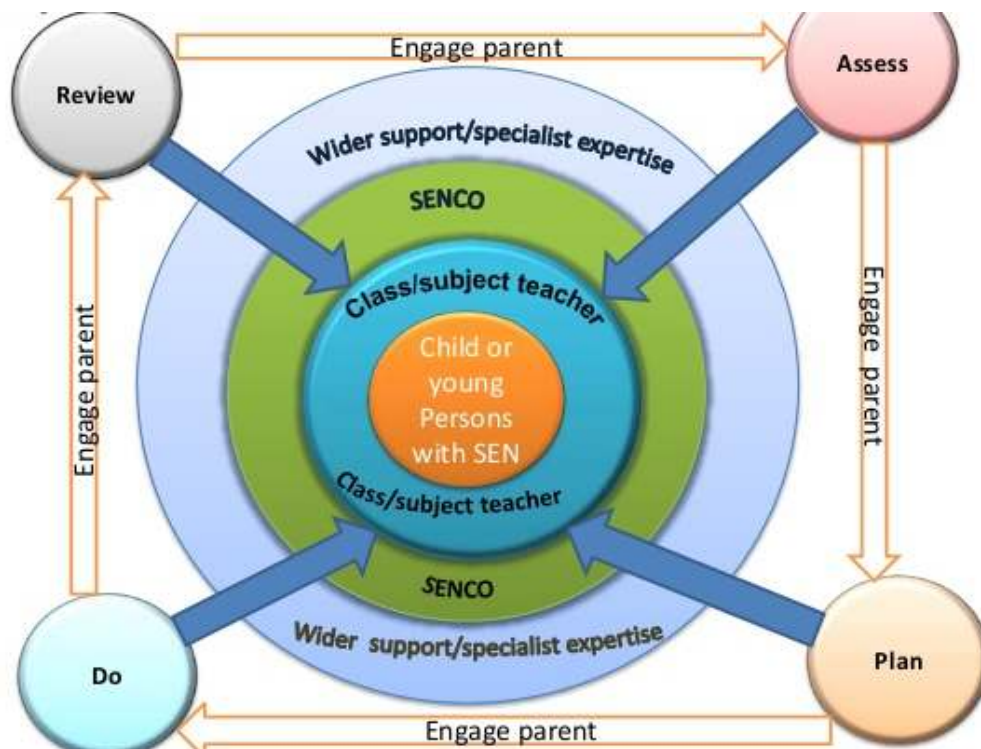 Engage parent
Review
Assess
Wider support/specialist expertise
SENCO
Class/subject teacher
Child or
young
Persons
with SEN
Class/subject teacher
SENCO
Wider support/specialist expertise
Engage parent
Engage parent
Do
Plan
Engage parent